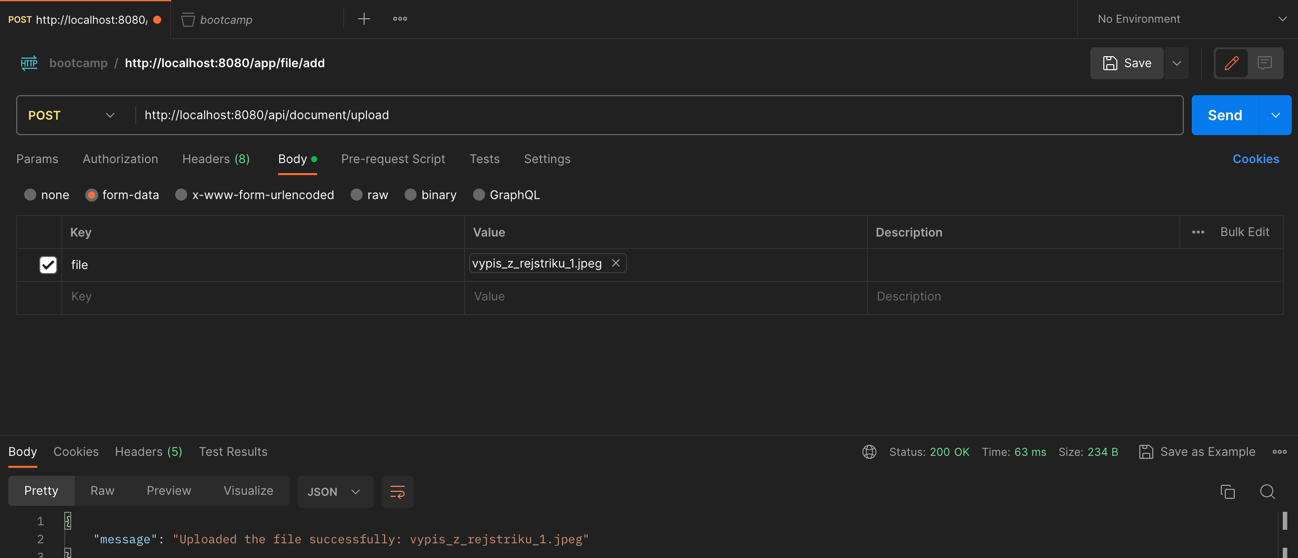 POST http://localhost:8080/ bootcamp No Environment
HTTP bootcamp / http://localhost:8080/app/file/add Save
POST http://localhost:8080/api/document/upload Send
Params Authorization Headers (8) Body Pre-request Script Tests Settings Cookies
none form-data x-www-form-urlencoded raw binary GraphQL
Key Value Description Bulk Edit
file vypis_z_rejstriku_1.jpeg
Key Value Description
Body Cookies Headers (5) Test Results Status: 200 OK Time: 63 ms Size: 234 B Save as Example
Pretty Raw Preview Visualize JSON
1 {
2 "message": "Uploaded the file successfully: vypis_z_rejstriku_1.jpeg"
3 }